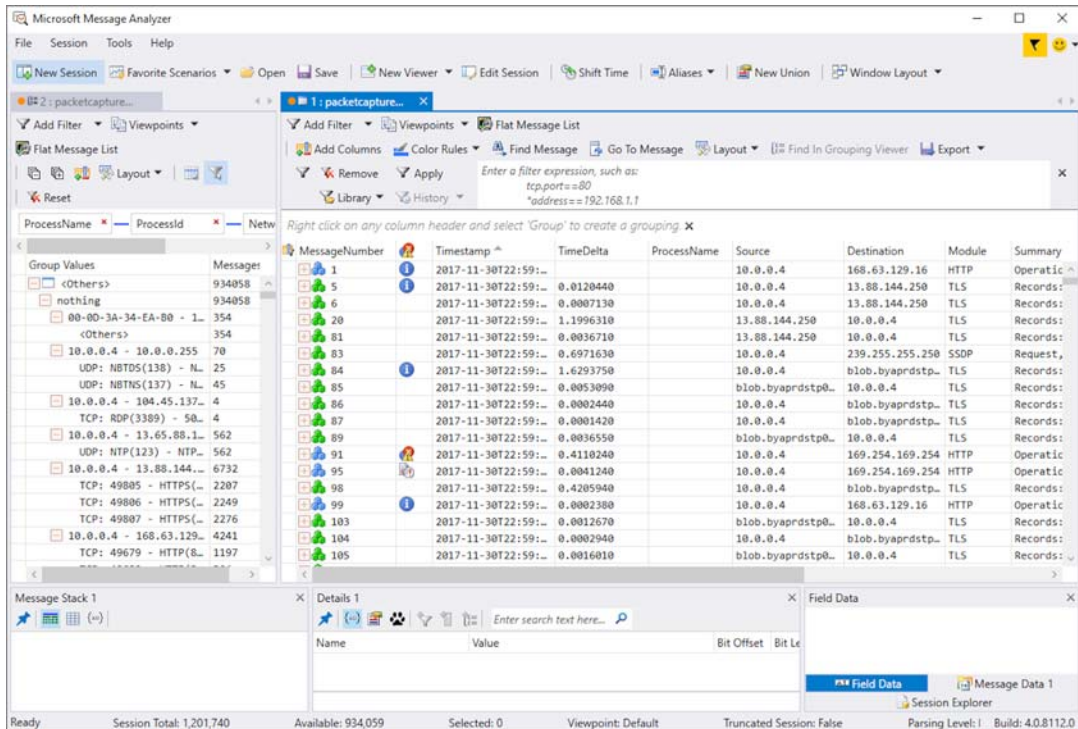 Microsoft Message Analyzer
File Session Tools Help
New Session Favorite Scenarios Open Save New Viewer Edit Session Shift Time Aliases New Union Window Layout
2 : packetcapture...
Add Filter Viewpoints
Flat Message List
Layout
Reset
ProcessName ProcessId Netw
Group Values Messages
<Others> 934058
nothing 934058
00-0D-3A-34-EA-80 - 1... 354
<Others> 354
10.0.0.4 - 10.0.0.255 70
UDP: NBTDS(138) - N... 25
UDP: NBTNS(137) - N... 45
10.0.0.4 - 104.45.137... 4
TCP: RDP(3389) - 50... 4
10.0.0.4 - 13.65.88.1... 562
UDP: NTP(123) - NTP... 562
10.0.0.4 - 13.88.144.... 6732
TCP: 49805 - HTTPS(... 2207
TCP: 49806 - HTTPS(... 2249
TCP: 49807 - HTTPS(... 2276
10.0.0.4 - 168.63.129... 4241
TCP: 49679 - HTTP(8... 1197
1 : packetcapture...
Add Filter Viewpoints Flat Message List
Add Columns Color Rules Find Message Go To Message Layout Find In Grouping Viewer Export
Remove Apply Enter a filter expression, such as:
tcp.port==80
Library History *address==192.168.1.1
Right click on any column header and select 'Group' to create a grouping.
MessageNumber Timestamp TimeDelta ProcessName Source Destination Module Summary
1 2017-11-30T22:59:... 10.0.0.4 168.63.129.16 HTTP Operatic
5 2017-11-30T22:59:... 0.0120440 10.0.0.4 13.88.144.250 TLS Records:
6 2017-11-30T22:59:... 0.0007130 10.0.0.4 13.88.144.250 TLS Records:
20 2017-11-30T22:59:... 1.1996310 13.88.144.250 10.0.0.4 TLS Records:
81 2017-11-30T22:59:... 0.0036710 13.88.144.250 10.0.0.4 TLS Records:
83 2017-11-30T22:59:... 0.6971630 10.0.0.4 239.255.255.250 SSDP Request,
84 2017-11-30T22:59:... 1.6293750 10.0.0.4 blob.byaprdstp... TLS Records:
85 2017-11-30T22:59:... 0.0053090 blob.byaprdstp0... 10.0.0.4 TLS Records:
86 2017-11-30T22:59:... 0.0002440 10.0.0.4 blob.byaprdstp... TLS Records:
87 2017-11-30T22:59:... 0.0001420 10.0.0.4 blob.byaprdstp... TLS Records:
89 2017-11-30T22:59:... 0.0036550 blob.byaprdstp0... 10.0.0.4 TLS Records:
91 2017-11-30T22:59:... 0.4110240 10.0.0.4 169.254.169.254 HTTP Operatic
95 2017-11-30T22:59:... 0.0041240 10.0.0.4 169.254.169.254 HTTP Operatic
98 2017-11-30T22:59:... 0.4205940 10.0.0.4 blob.byaprdstp... TLS Records:
99 2017-11-30T22:59:... 0.0002380 10.0.0.4 168.63.129.16 HTTP Operatic
103 2017-11-30T22:59:... 0.0012670 blob.byaprdstp0... 10.0.0.4 TLS Records:
104 2017-11-30T22:59:... 0.0002940 10.0.0.4 blob.byaprdstp... TLS Records:
105 2017-11-30T22:59:... 0.0016010 blob.byaprdstp0... 10.0.0.4 TLS Records:
Message Stack 1
Details 1
Enter search text here...
Name Value Bit Offset Bit Le
Field Data
Field Data Message Data 1
Session Explorer
Ready Session Total: 1,201,740 Available: 934,059 Selected: 0 Viewpoint: Default Truncated Session: False Parsing Level: Build: 4.0.8112.0